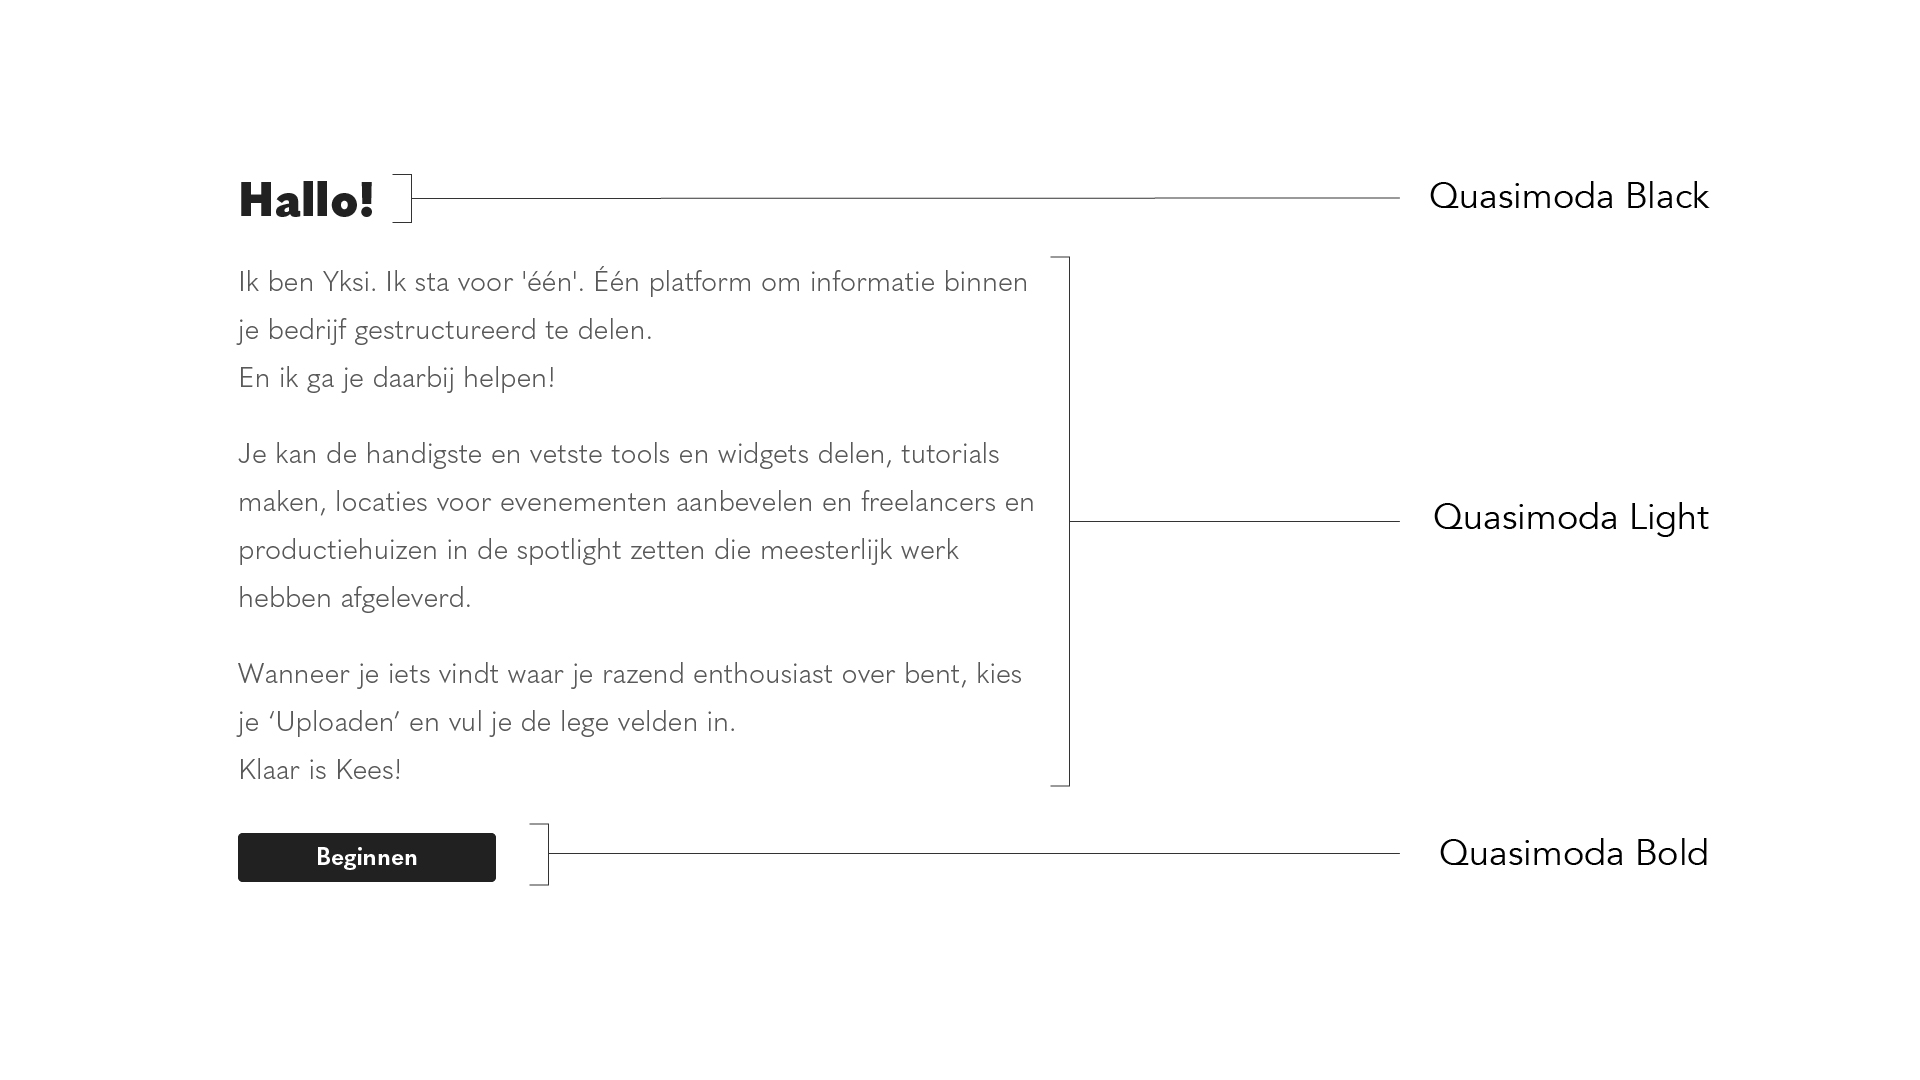 Hallo!
Quasimoda Black
Ik ben Yksi. Ik sta voor 'één'. Één platform om informatie binnen
je bedrijf gestructureerd te delen.
En ik ga je daarbij helpen!
Je kan de handigste en vetste tools en widgets delen, tutorials
maken, locaties voor evenementen aanbevelen en freelancers en
productiehuizen in de spotlight zetten die meesterlijk werk
hebben afgeleverd.
Wanneer je iets vindt waar je razend enthousiast over bent, kies
je ‘Uploaden’ en vul je de lege velden in.
Klaar is Kees!
Quasimoda Light
Beginnen
Quasimoda Bold